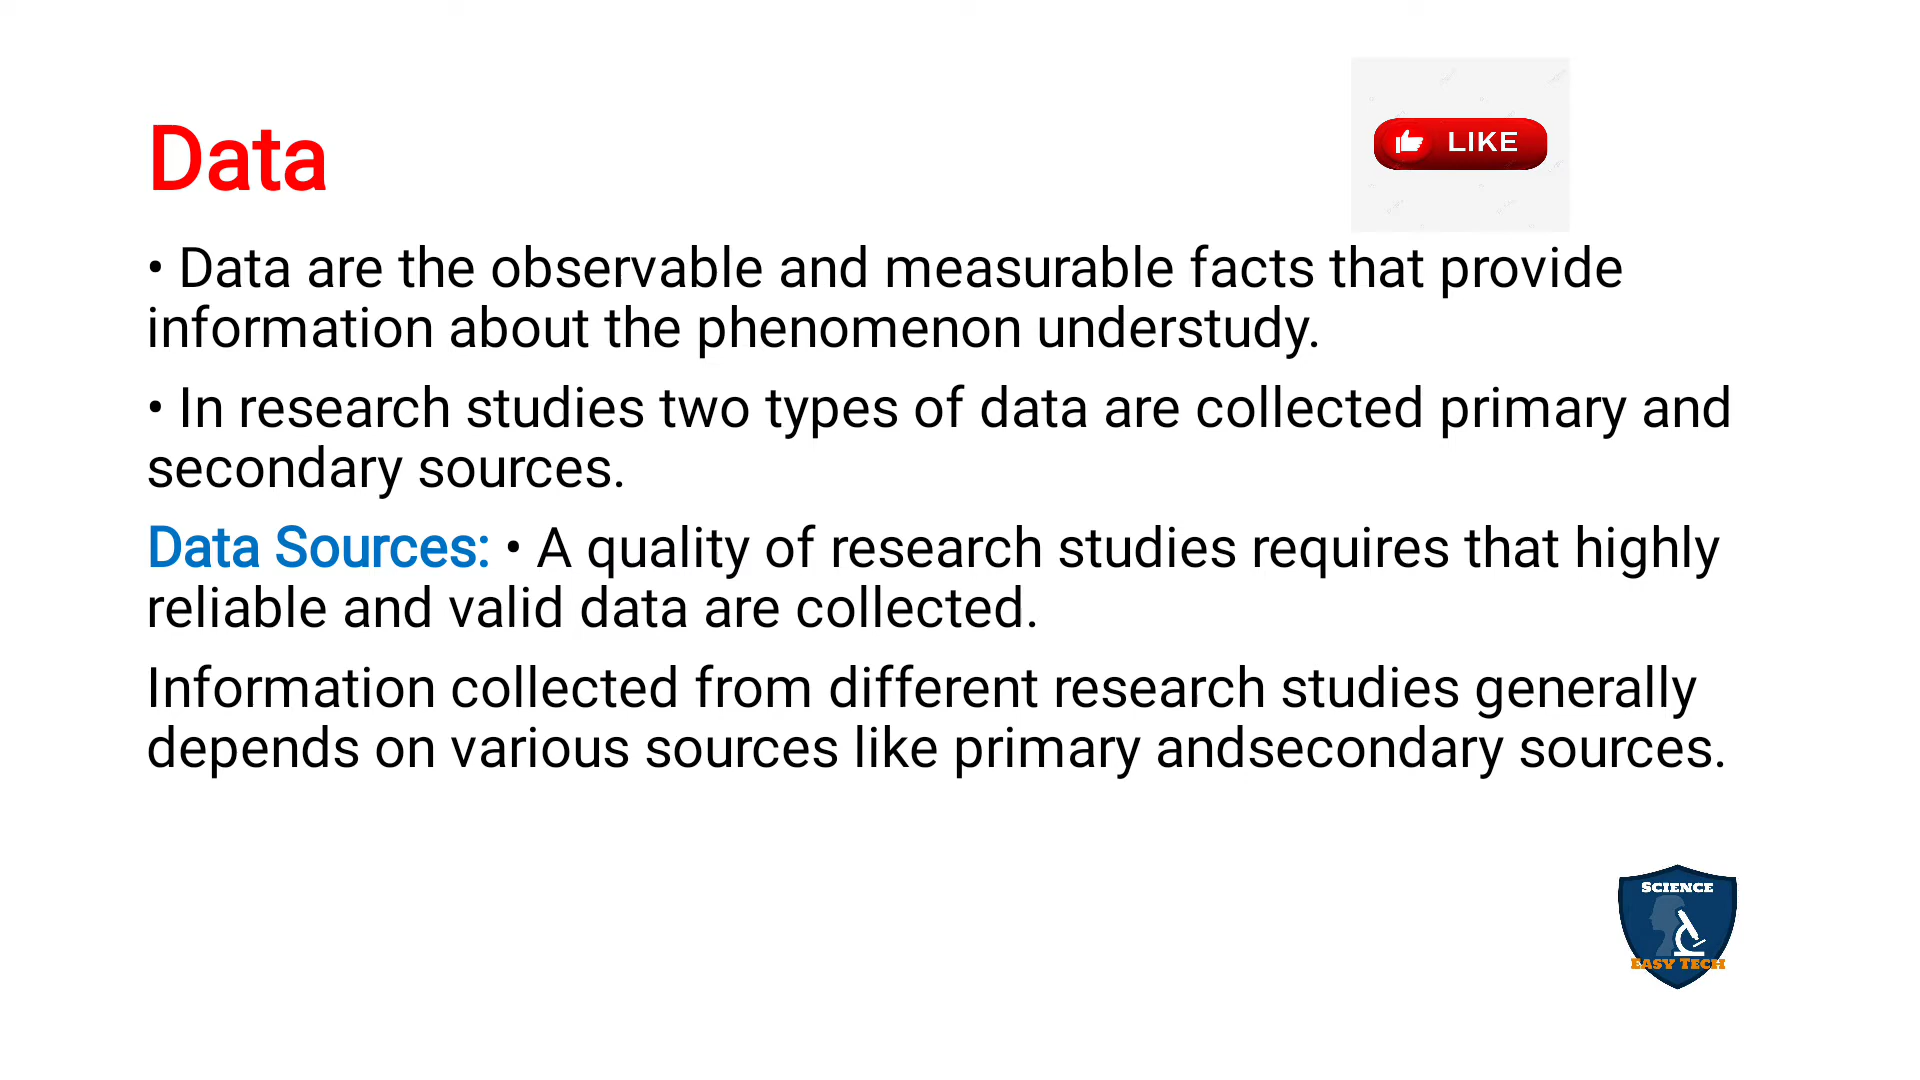 LIKE
Data
• Data are the observable and measurable facts that provide
information about the phenomenon understudy.
• In research studies two types of data are collected primary and
secondary sources.
Data Sources: • A quality of research studies requires that highly
reliable and valid data are collected.
Information collected from different research studies generally
depends on various sources like primary andsecondary sources.
SCIENCE
EASY TECH